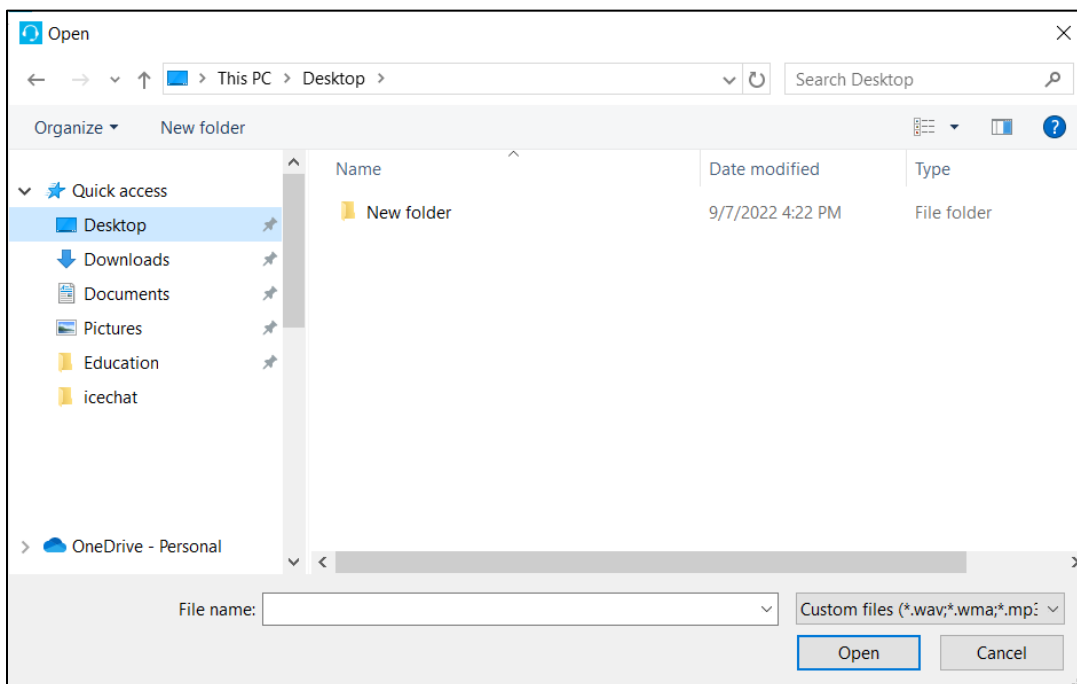 Open
This PC > Desktop >
Search Desktop
Organize
New folder
?
Name
Date modified
Type
Quick access
Desktop
Downloads
Documents
Pictures
Education
icechat
OneDrive - Personal
New folder
9/7/2022 4:22 PM
File folder
File name:
Custom files (*.wav;*.wma;*.mp3
Open
Cancel